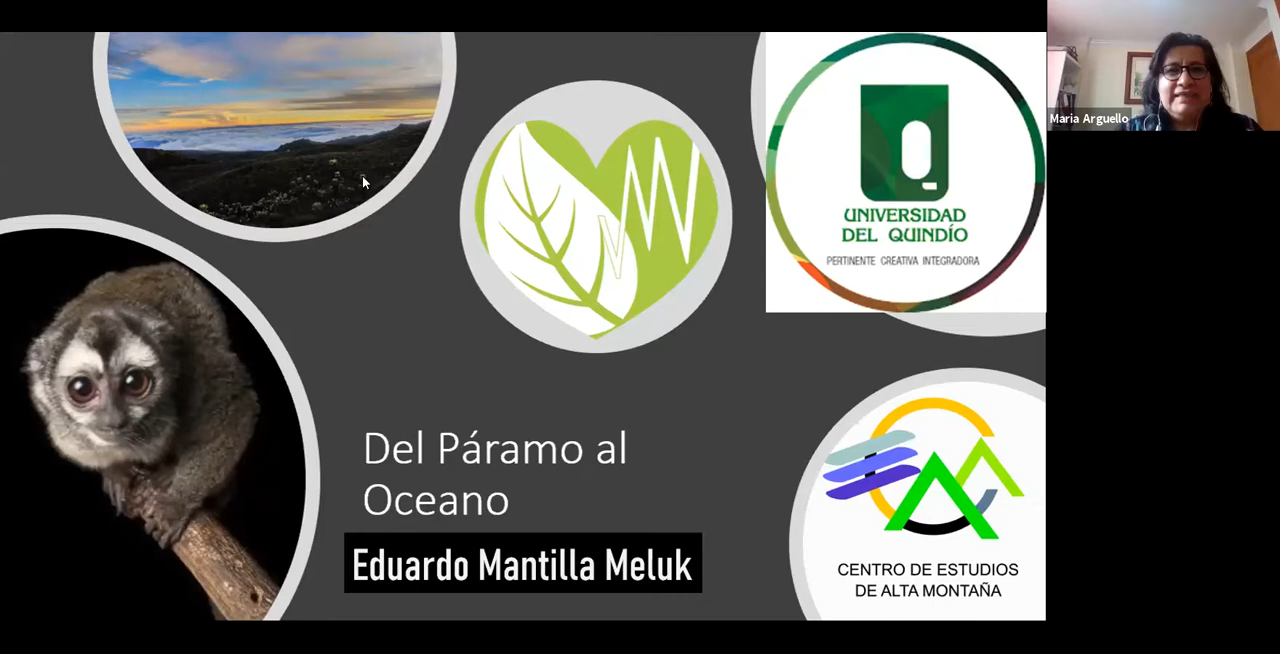 Maria Arguello
UNIVERSIDAD
DEL QUINDÍO
PERTINENTE CREATIVA INTEGRADORA
Del Páramo al
Oceano
Eduardo Mantilla Meluk
CENTRO DE ESTUDIOS
DE ALTA MONTAÑA